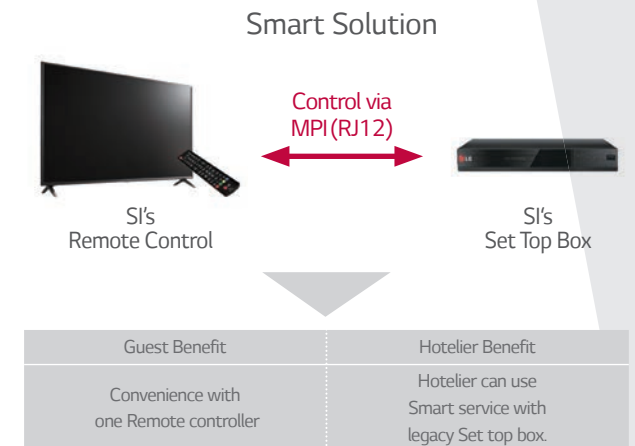 Smart Solution
Control via
MPI (RJ12)
LG
SI's
Remote Control
SI's
Set Top Box
Guest Benefit
Hotelier Benefit
Convenience with
one Remote controller
Hotelier can use
Smart service with
legacy Set top box.